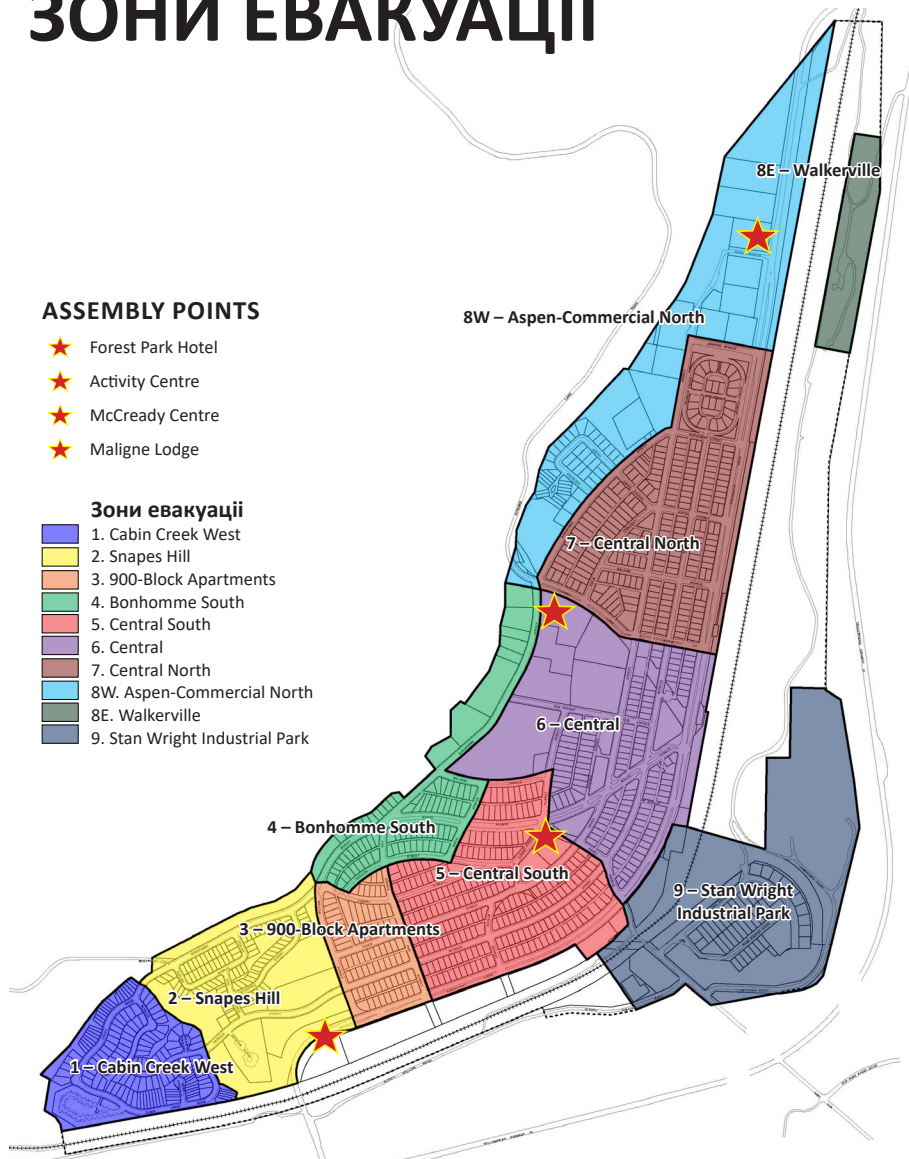 ЗОНИ ЕВАКУАЦІЇ
8E – Walkerville
8W – Aspen-Commercial North
ASSEMBLY POINTS
Forest Park Hotel
Activity Centre
McCready Centre
Maligne Lodge
Зони евакуації
1. Cabin Creek West
2. Snapes Hill
3. 900-Block Apartments
4. Bonhomme South
5. Central South
6. Central
7. Central North
8W. Aspen-Commercial North
8E. Walkerville
9. Stan Wright Industrial Park
7 – Central North
6 – Central
4 – Bonhomme South
5 – Central South
9 – Stan Wright
Industrial Park
3 – 900-Block Apartments
2 – Snapes Hill
1 – Cabin Creek West